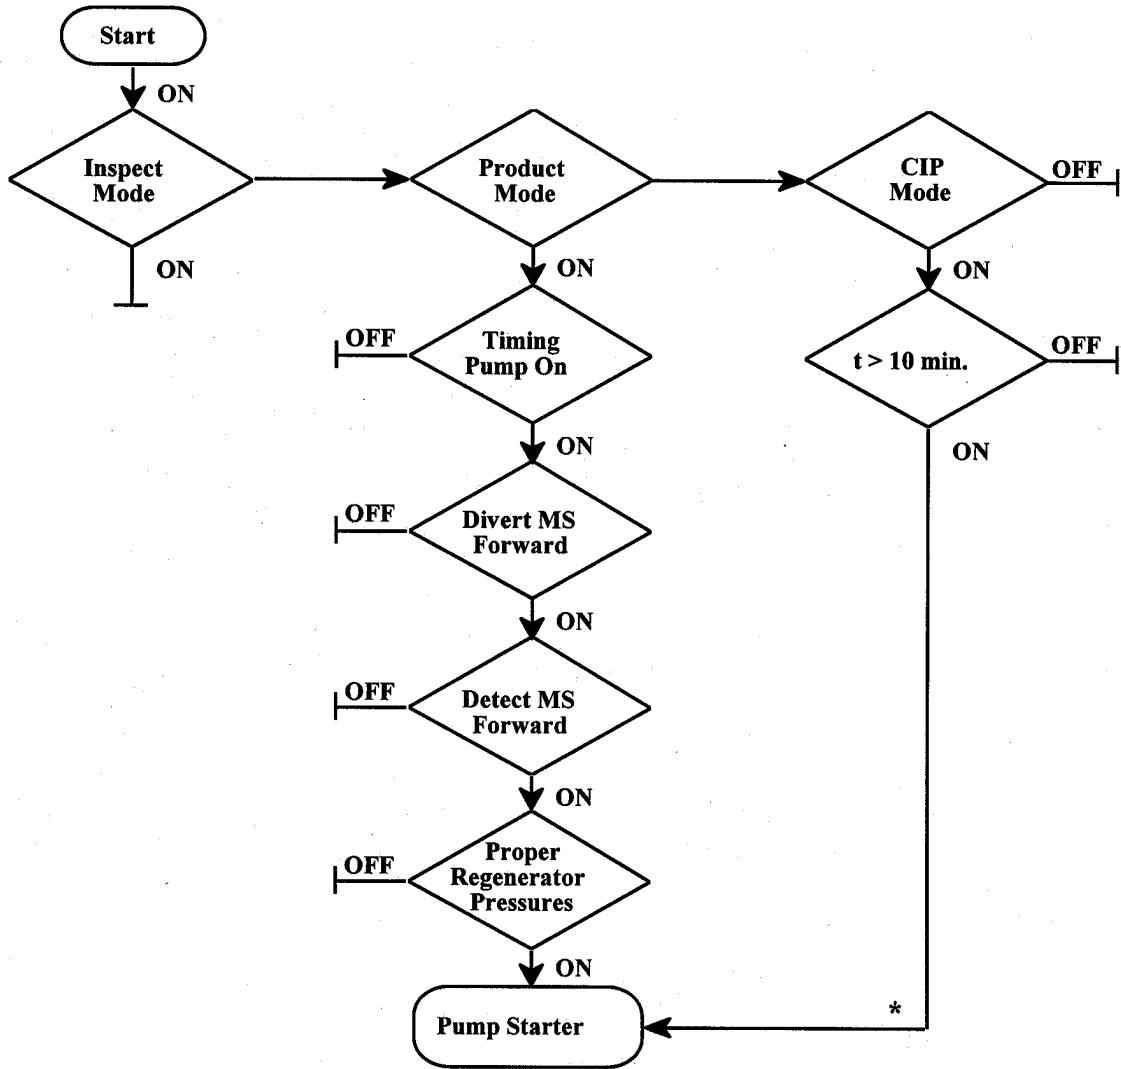 Start
ON
Inspect
Mode
ON
Product
Mode
ON
CIP
Mode
OFF
ON
OFF
Timing
Pump On
ON
t > 10 min.
OFF
ON
OFF
Divert MS
Forward
ON
OFF
Detect MS
Forward
ON
OFF
Proper
Regenerator
Pressures
ON
Pump Starter
*